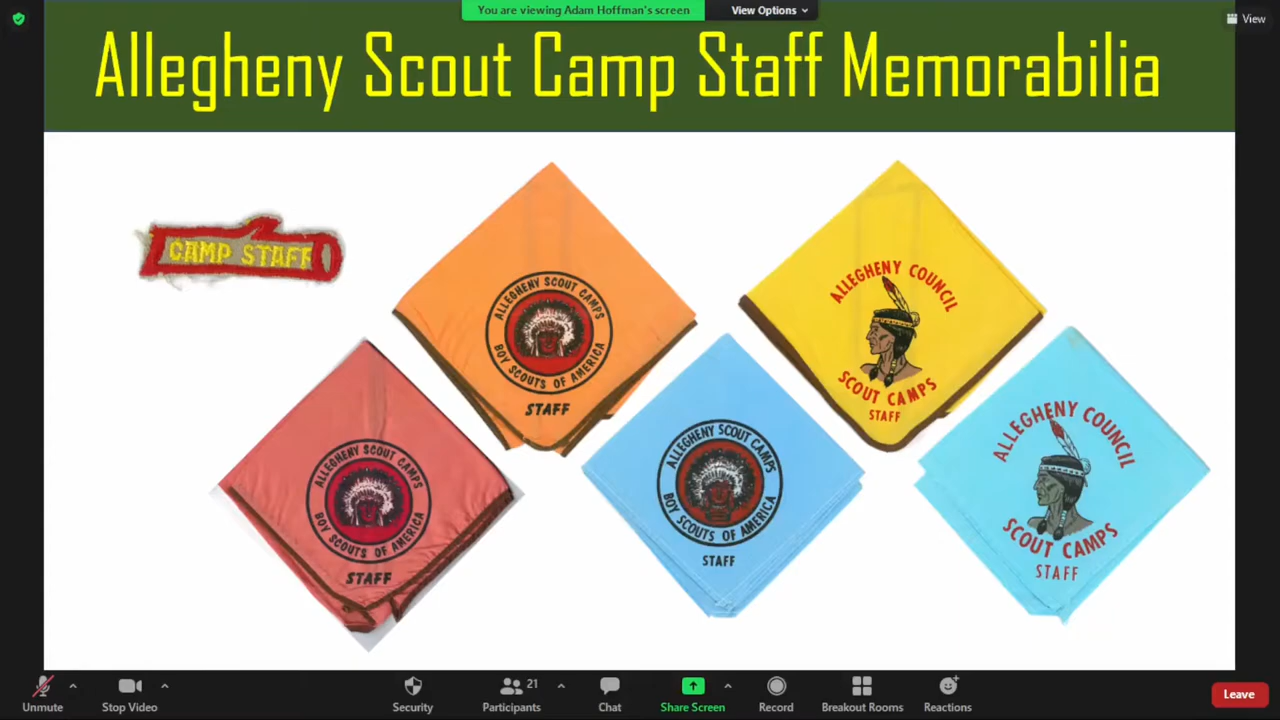 You are viewing Adam Hoffman's screen
View Options
View
Allegheny Scout Camp Staff Memorabilia
CAMP STAFF
ALLEGHENY SCOUT CAMPS
BOY SCOUTS OF AMERICA
STAFF
ALLEGHENY COUNCIL
SCOUT CAMPS
STAFF
ALLEGHENY SCOUT CAMPS
BOY SCOUTS OF AMERICA
STAFF
ALLEGHENY SCOUT CAMPS
BOY SCOUTS OF AMERICA
STAFF
ALLEGHENY COUNCIL
SCOUT CAMPS
STAFF
Unmute
Stop Video
Security
Participants
21
Chat
Share Screen
Record
Breakout Rooms
Reactions
Leave